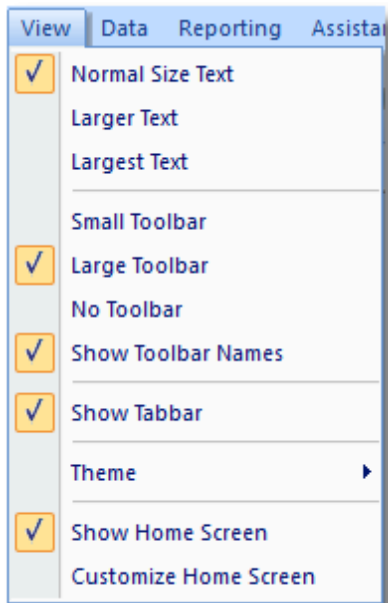 View Data Reporting Assista
Normal Size Text
Larger Text
Largest Text
Small Toolbar
Large Toolbar
No Toolbar
Show Toolbar Names
Show Tabbar
Theme
Show Home Screen
Customize Home Screen